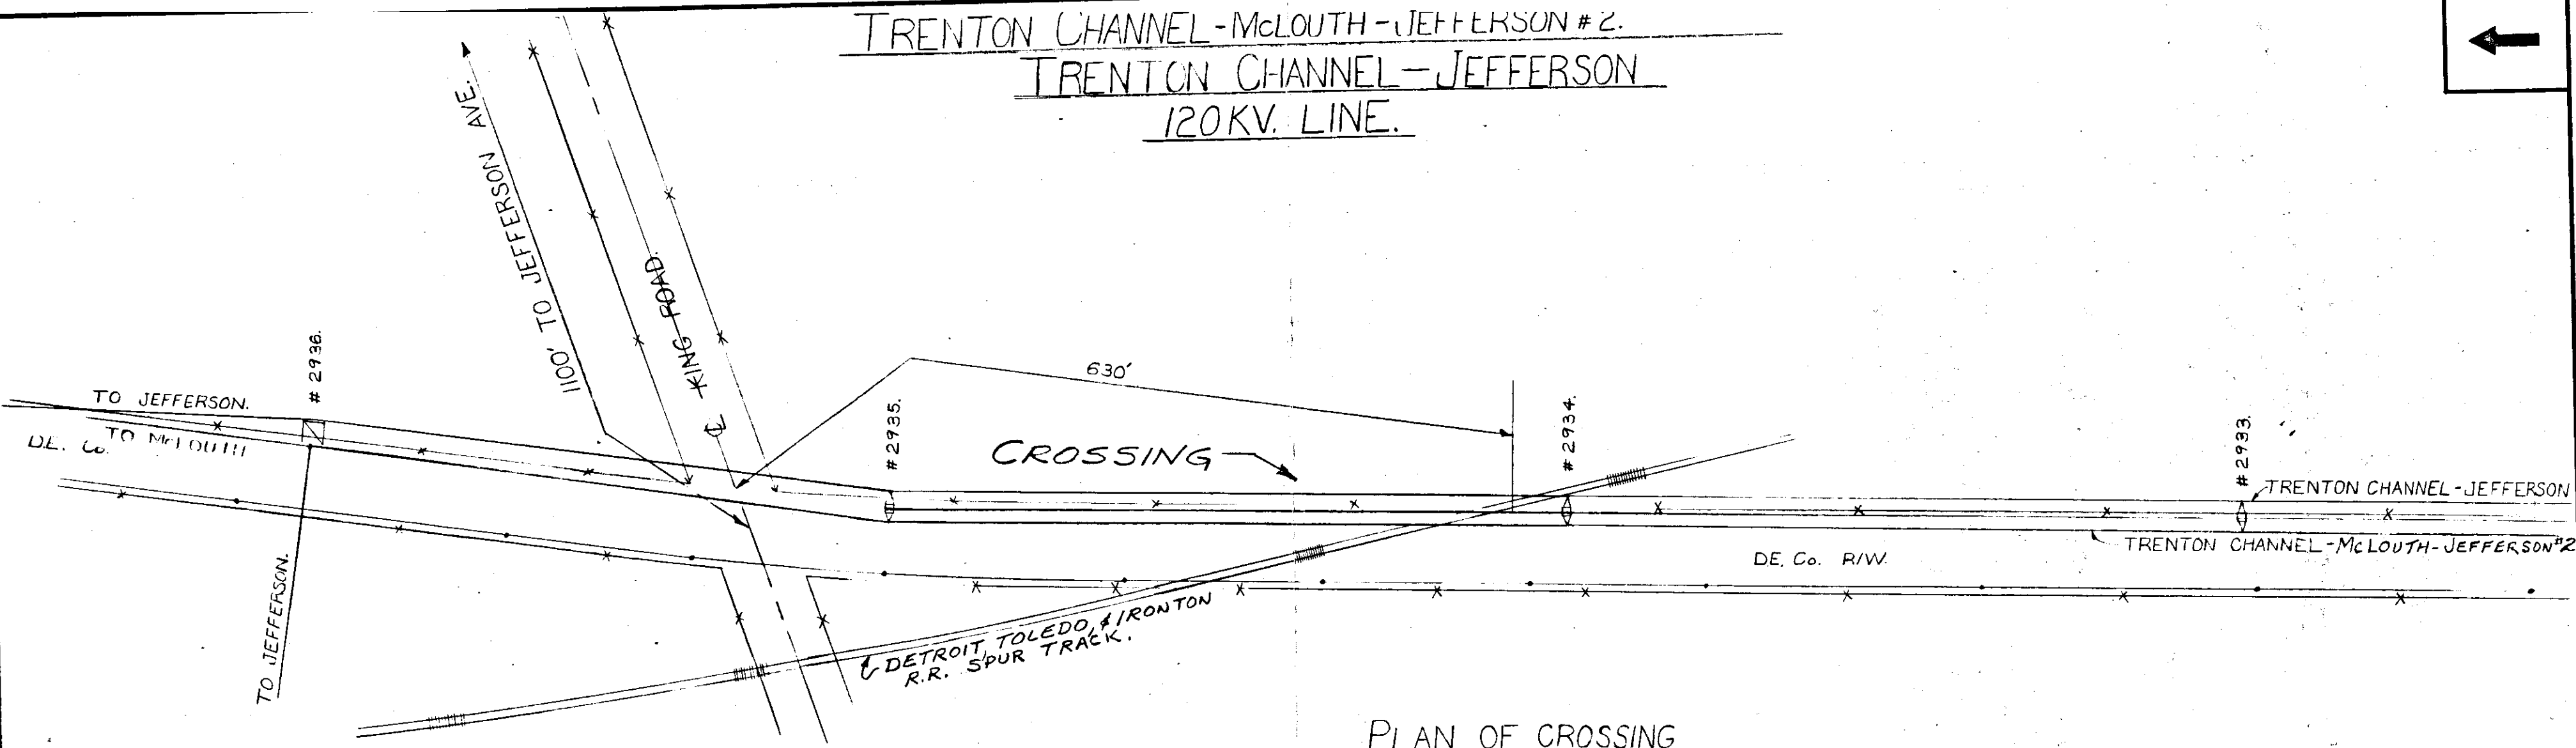 TRENTON CHANNEL-McLOUTH-JEFFERSON #2.
TRENTON CHANNEL-JEFFERSON
120KV. LINE.
1100' TO JEFFERSON AVE.
℄ KING ROAD.
630'
# 2936.
TO JEFFERSON.
TO McLOUTH
D.E. Co.
# 2935.
CROSSING
# 2934.
# 2933.
TRENTON CHANNEL-JEFFERSON
TRENTON CHANNEL-McLOUTH-JEFFERSON#2
D.E. Co. R/W.
TO JEFFERSON.
℄ DETROIT, TOLEDO, & IRONTON
R.R. SPUR TRACK.
PLAN OF CROSSING